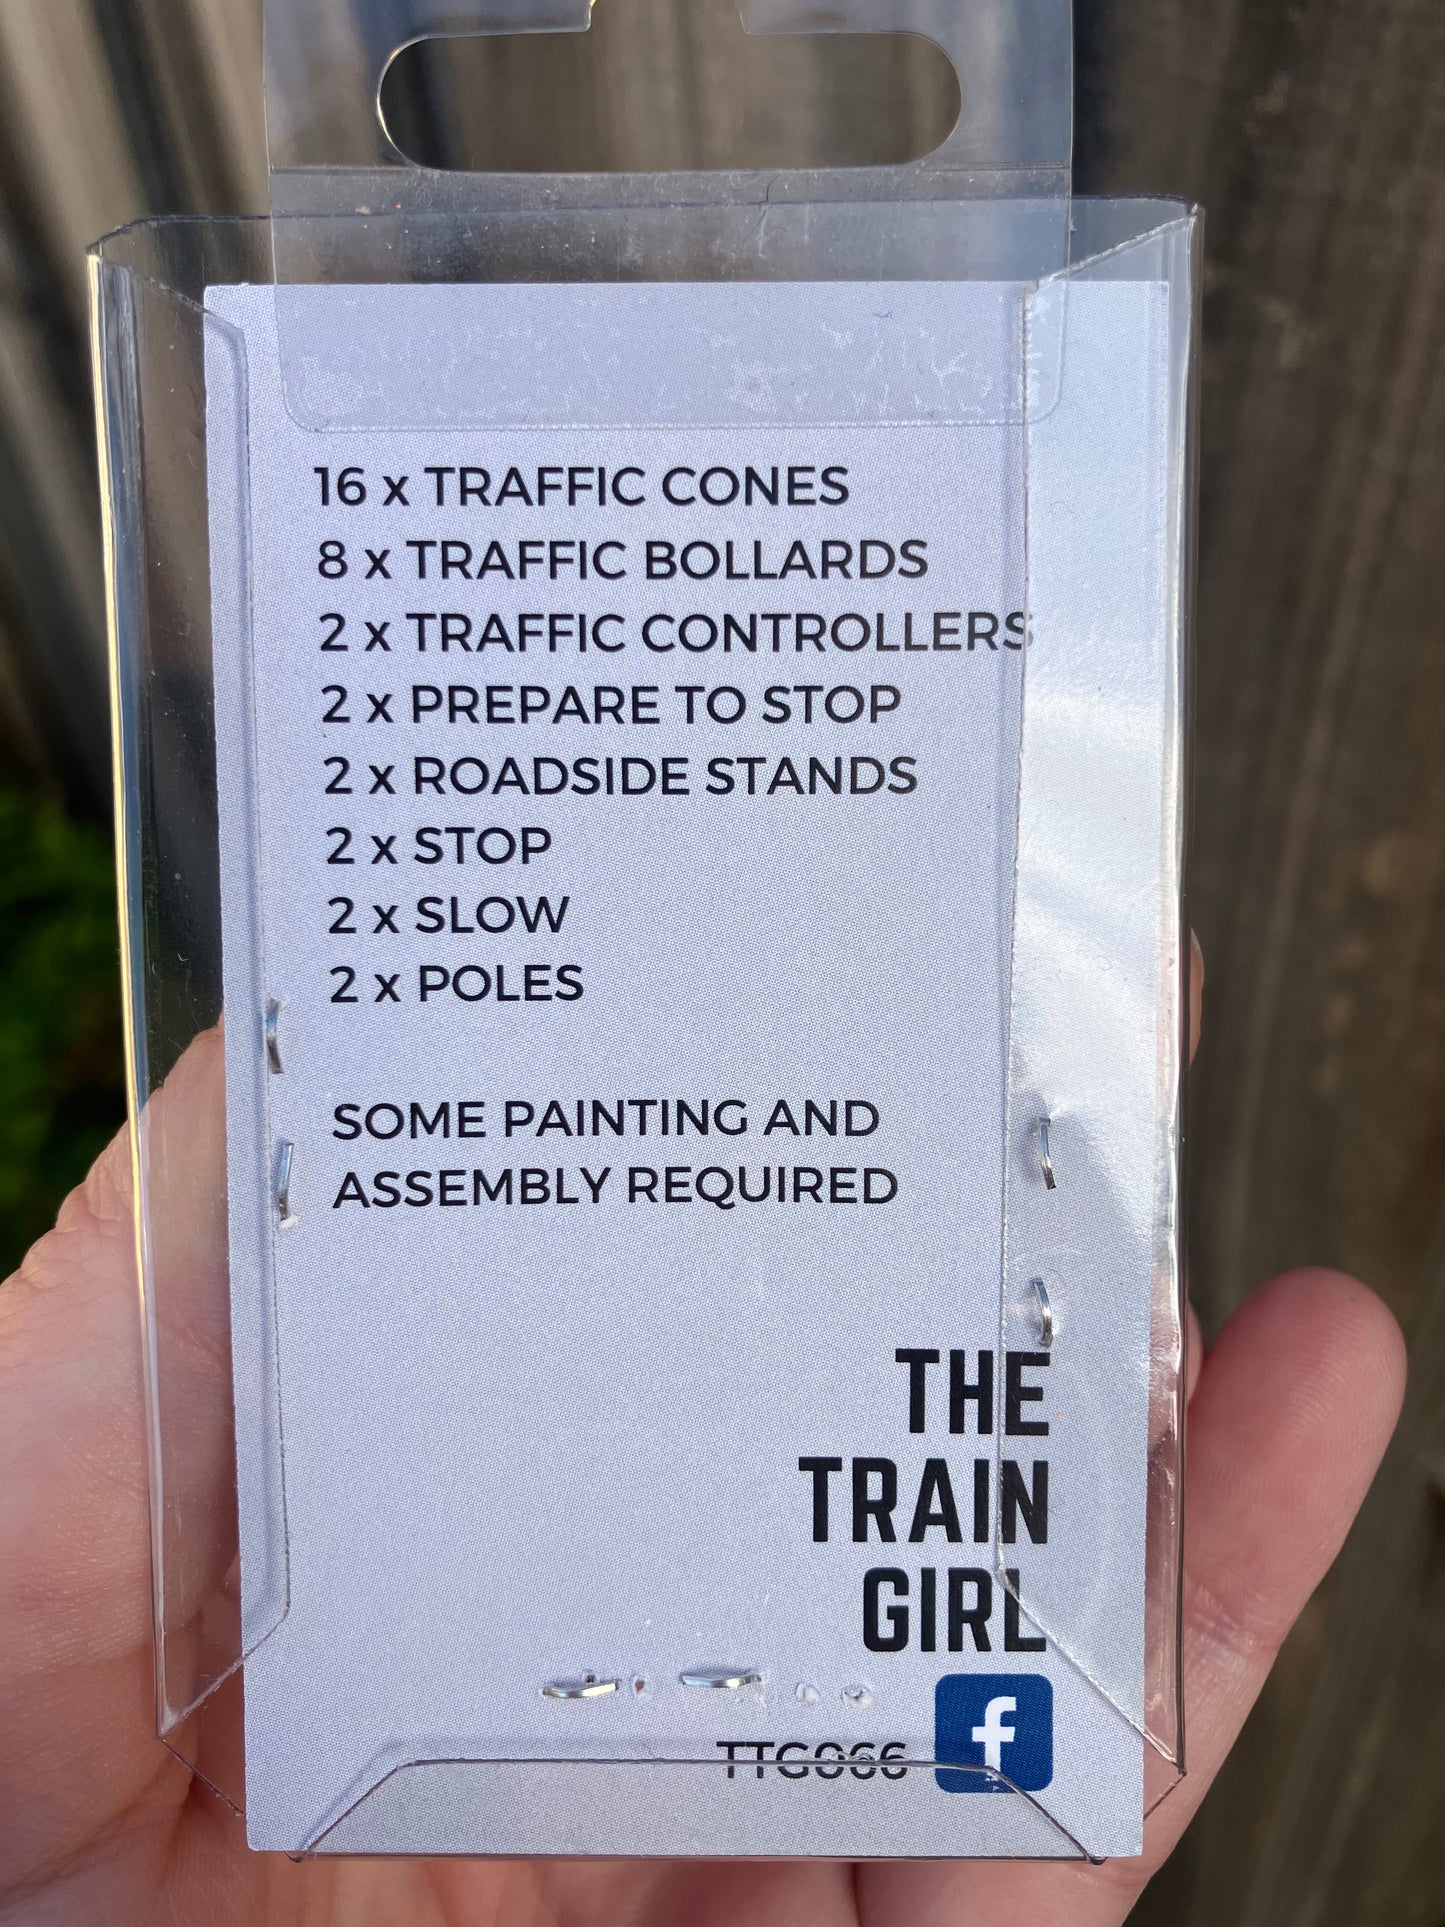 16 x TRAFFIC CONES
8 x TRAFFIC BOLLARDS
2 x TRAFFIC CONTROLLERS
2 x PREPARE TO STOP
2 x ROADSIDE STANDS
2 x STOP
2 x SLOW
2 x POLES
SOME PAINTING AND
ASSEMBLY REQUIRED
THE
TRAIN
GIRL
TTG066
f